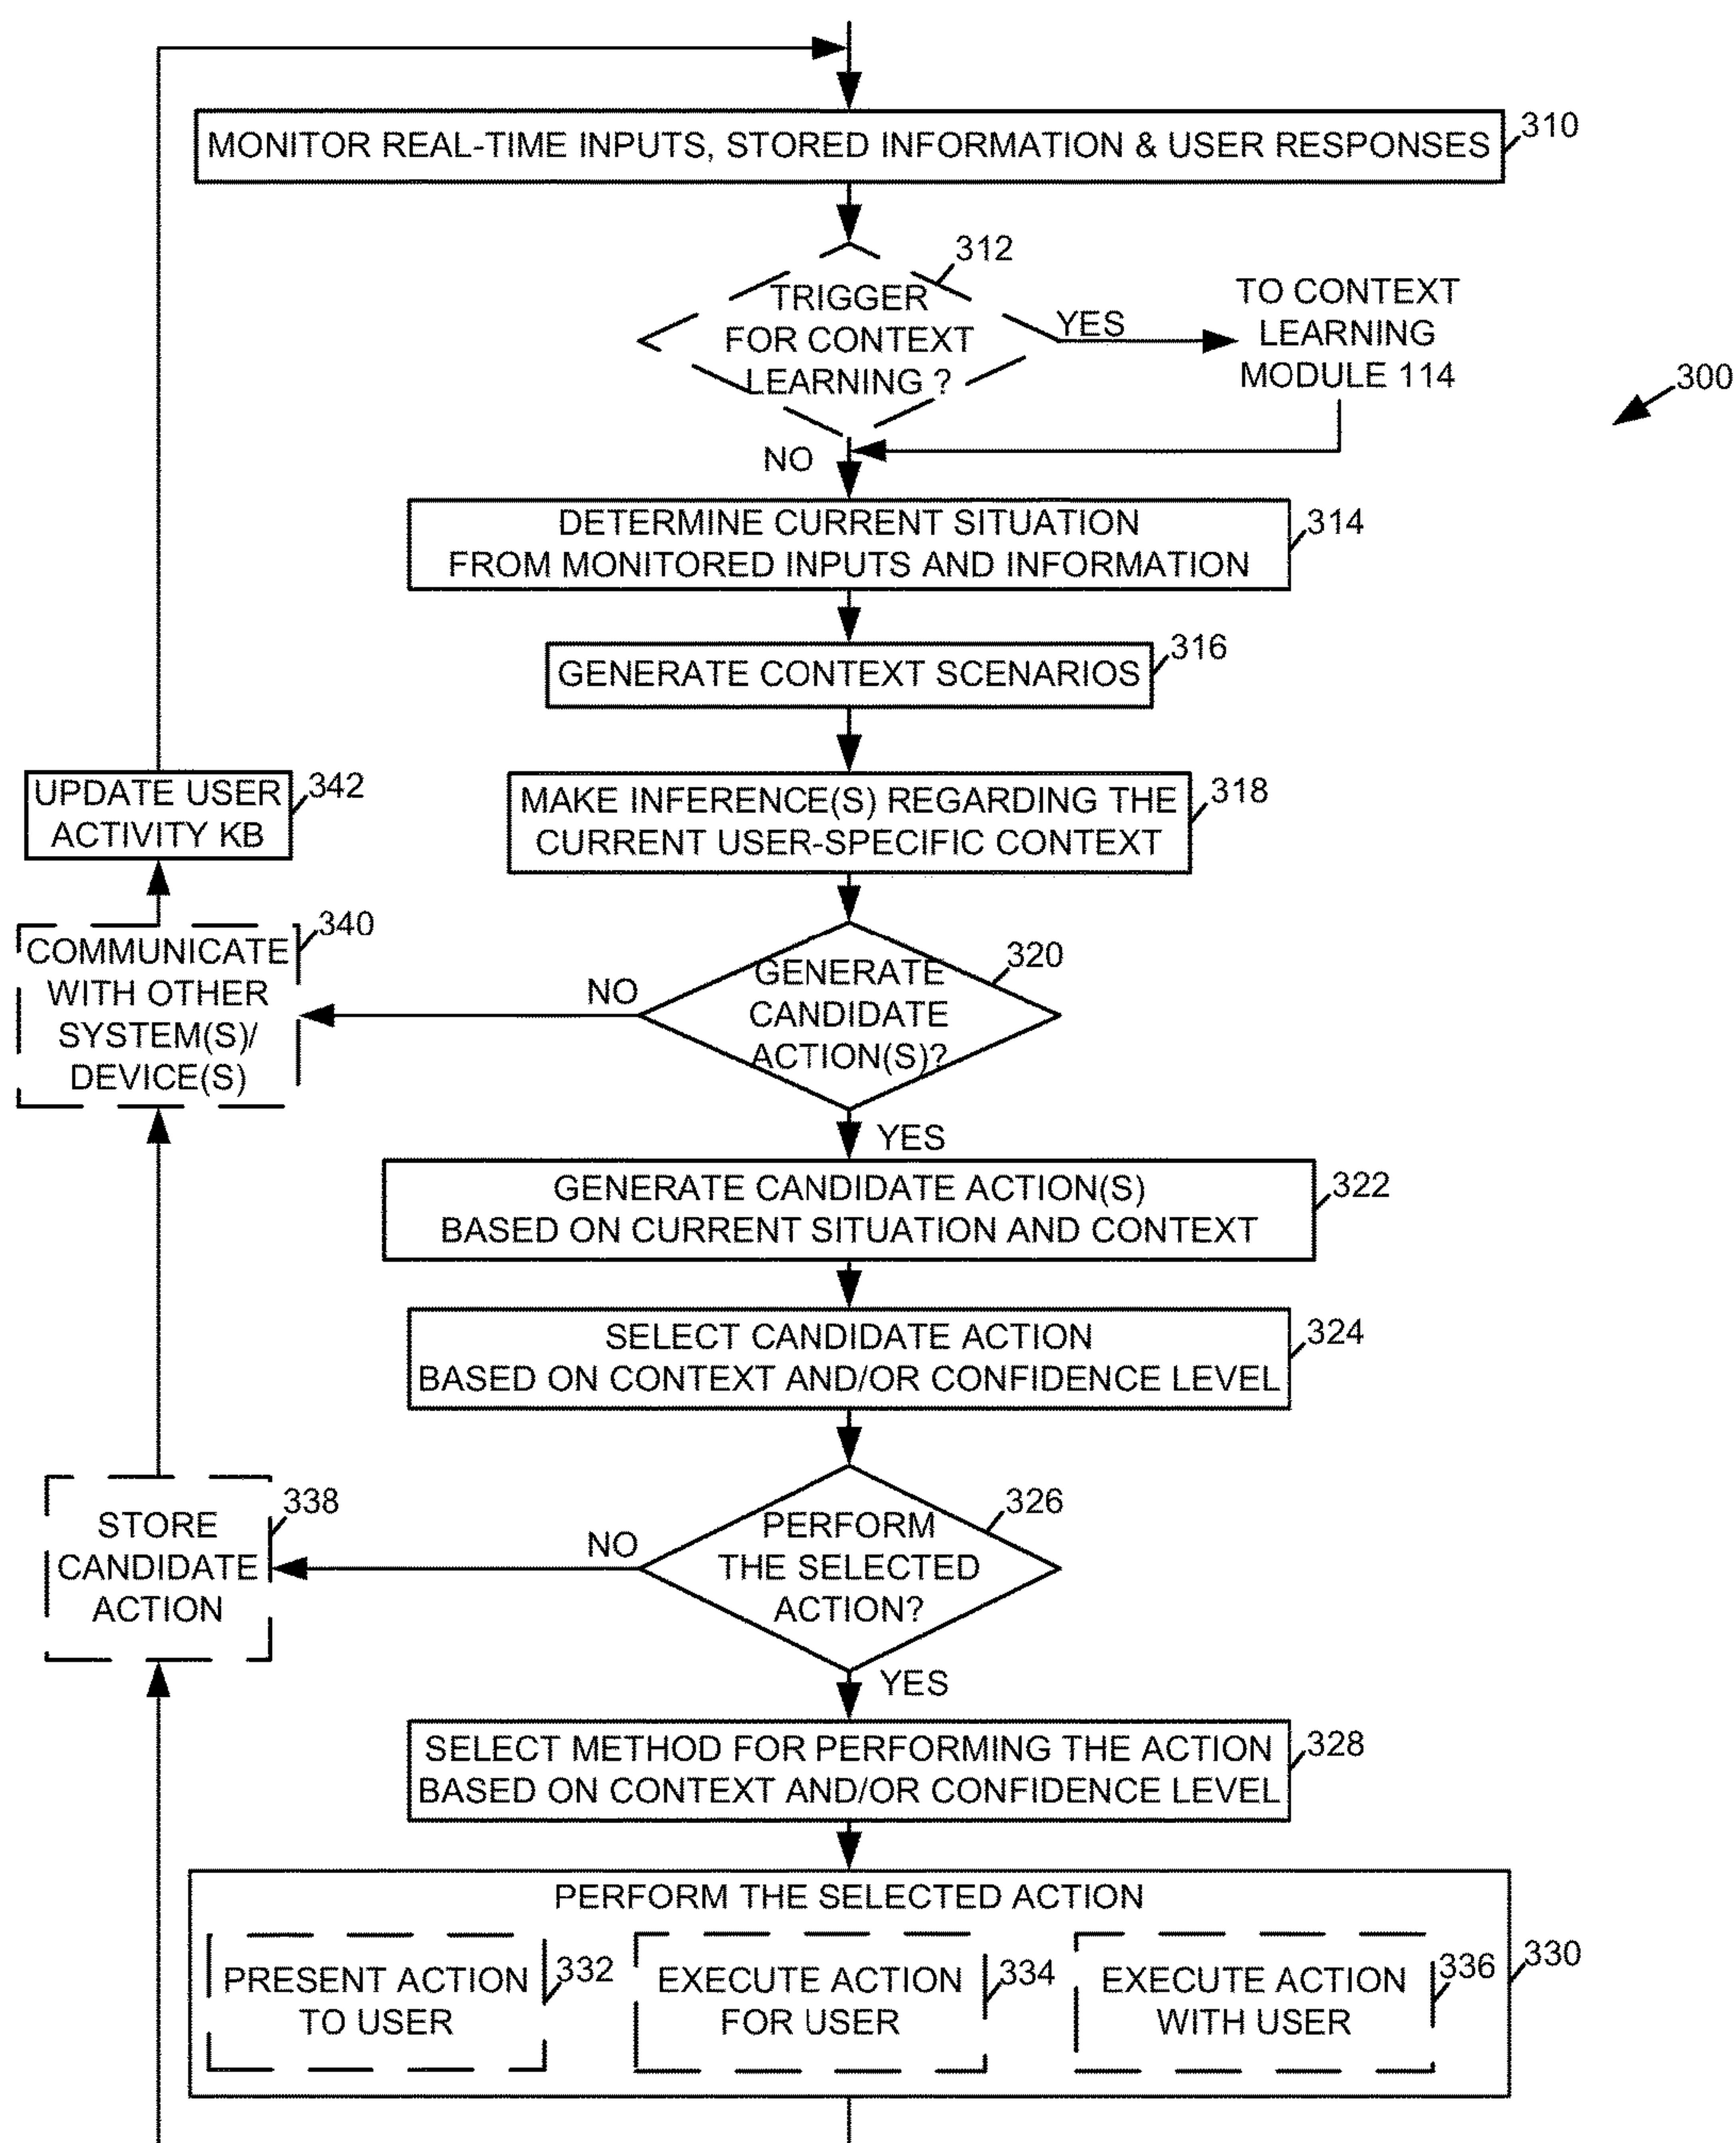 MONITOR REAL-TIME INPUTS, STORED INFORMATION & USER RESPONSES
310
312
TRIGGER
FOR CONTEXT
LEARNING ?
YES
TO CONTEXT
LEARNING
MODULE 114
300
NO
DETERMINE CURRENT SITUATION
FROM MONITORED INPUTS AND INFORMATION
314
GENERATE CONTEXT SCENARIOS
316
UPDATE USER
ACTIVITY KB
342
MAKE INFERENCE(S) REGARDING THE
CURRENT USER-SPECIFIC CONTEXT
318
COMMUNICATE
WITH OTHER
SYSTEM(S)/
DEVICE(S)
340
NO
GENERATE
CANDIDATE
ACTION(S)?
320
YES
GENERATE CANDIDATE ACTION(S)
BASED ON CURRENT SITUATION AND CONTEXT
322
SELECT CANDIDATE ACTION
BASED ON CONTEXT AND/OR CONFIDENCE LEVEL
324
STORE
CANDIDATE
ACTION
338
NO
PERFORM
THE SELECTED
ACTION?
326
YES
SELECT METHOD FOR PERFORMING THE ACTION
BASED ON CONTEXT AND/OR CONFIDENCE LEVEL
328
PERFORM THE SELECTED ACTION
330
PRESENT ACTION
TO USER
332
EXECUTE ACTION
FOR USER
334
EXECUTE ACTION
WITH USER
336